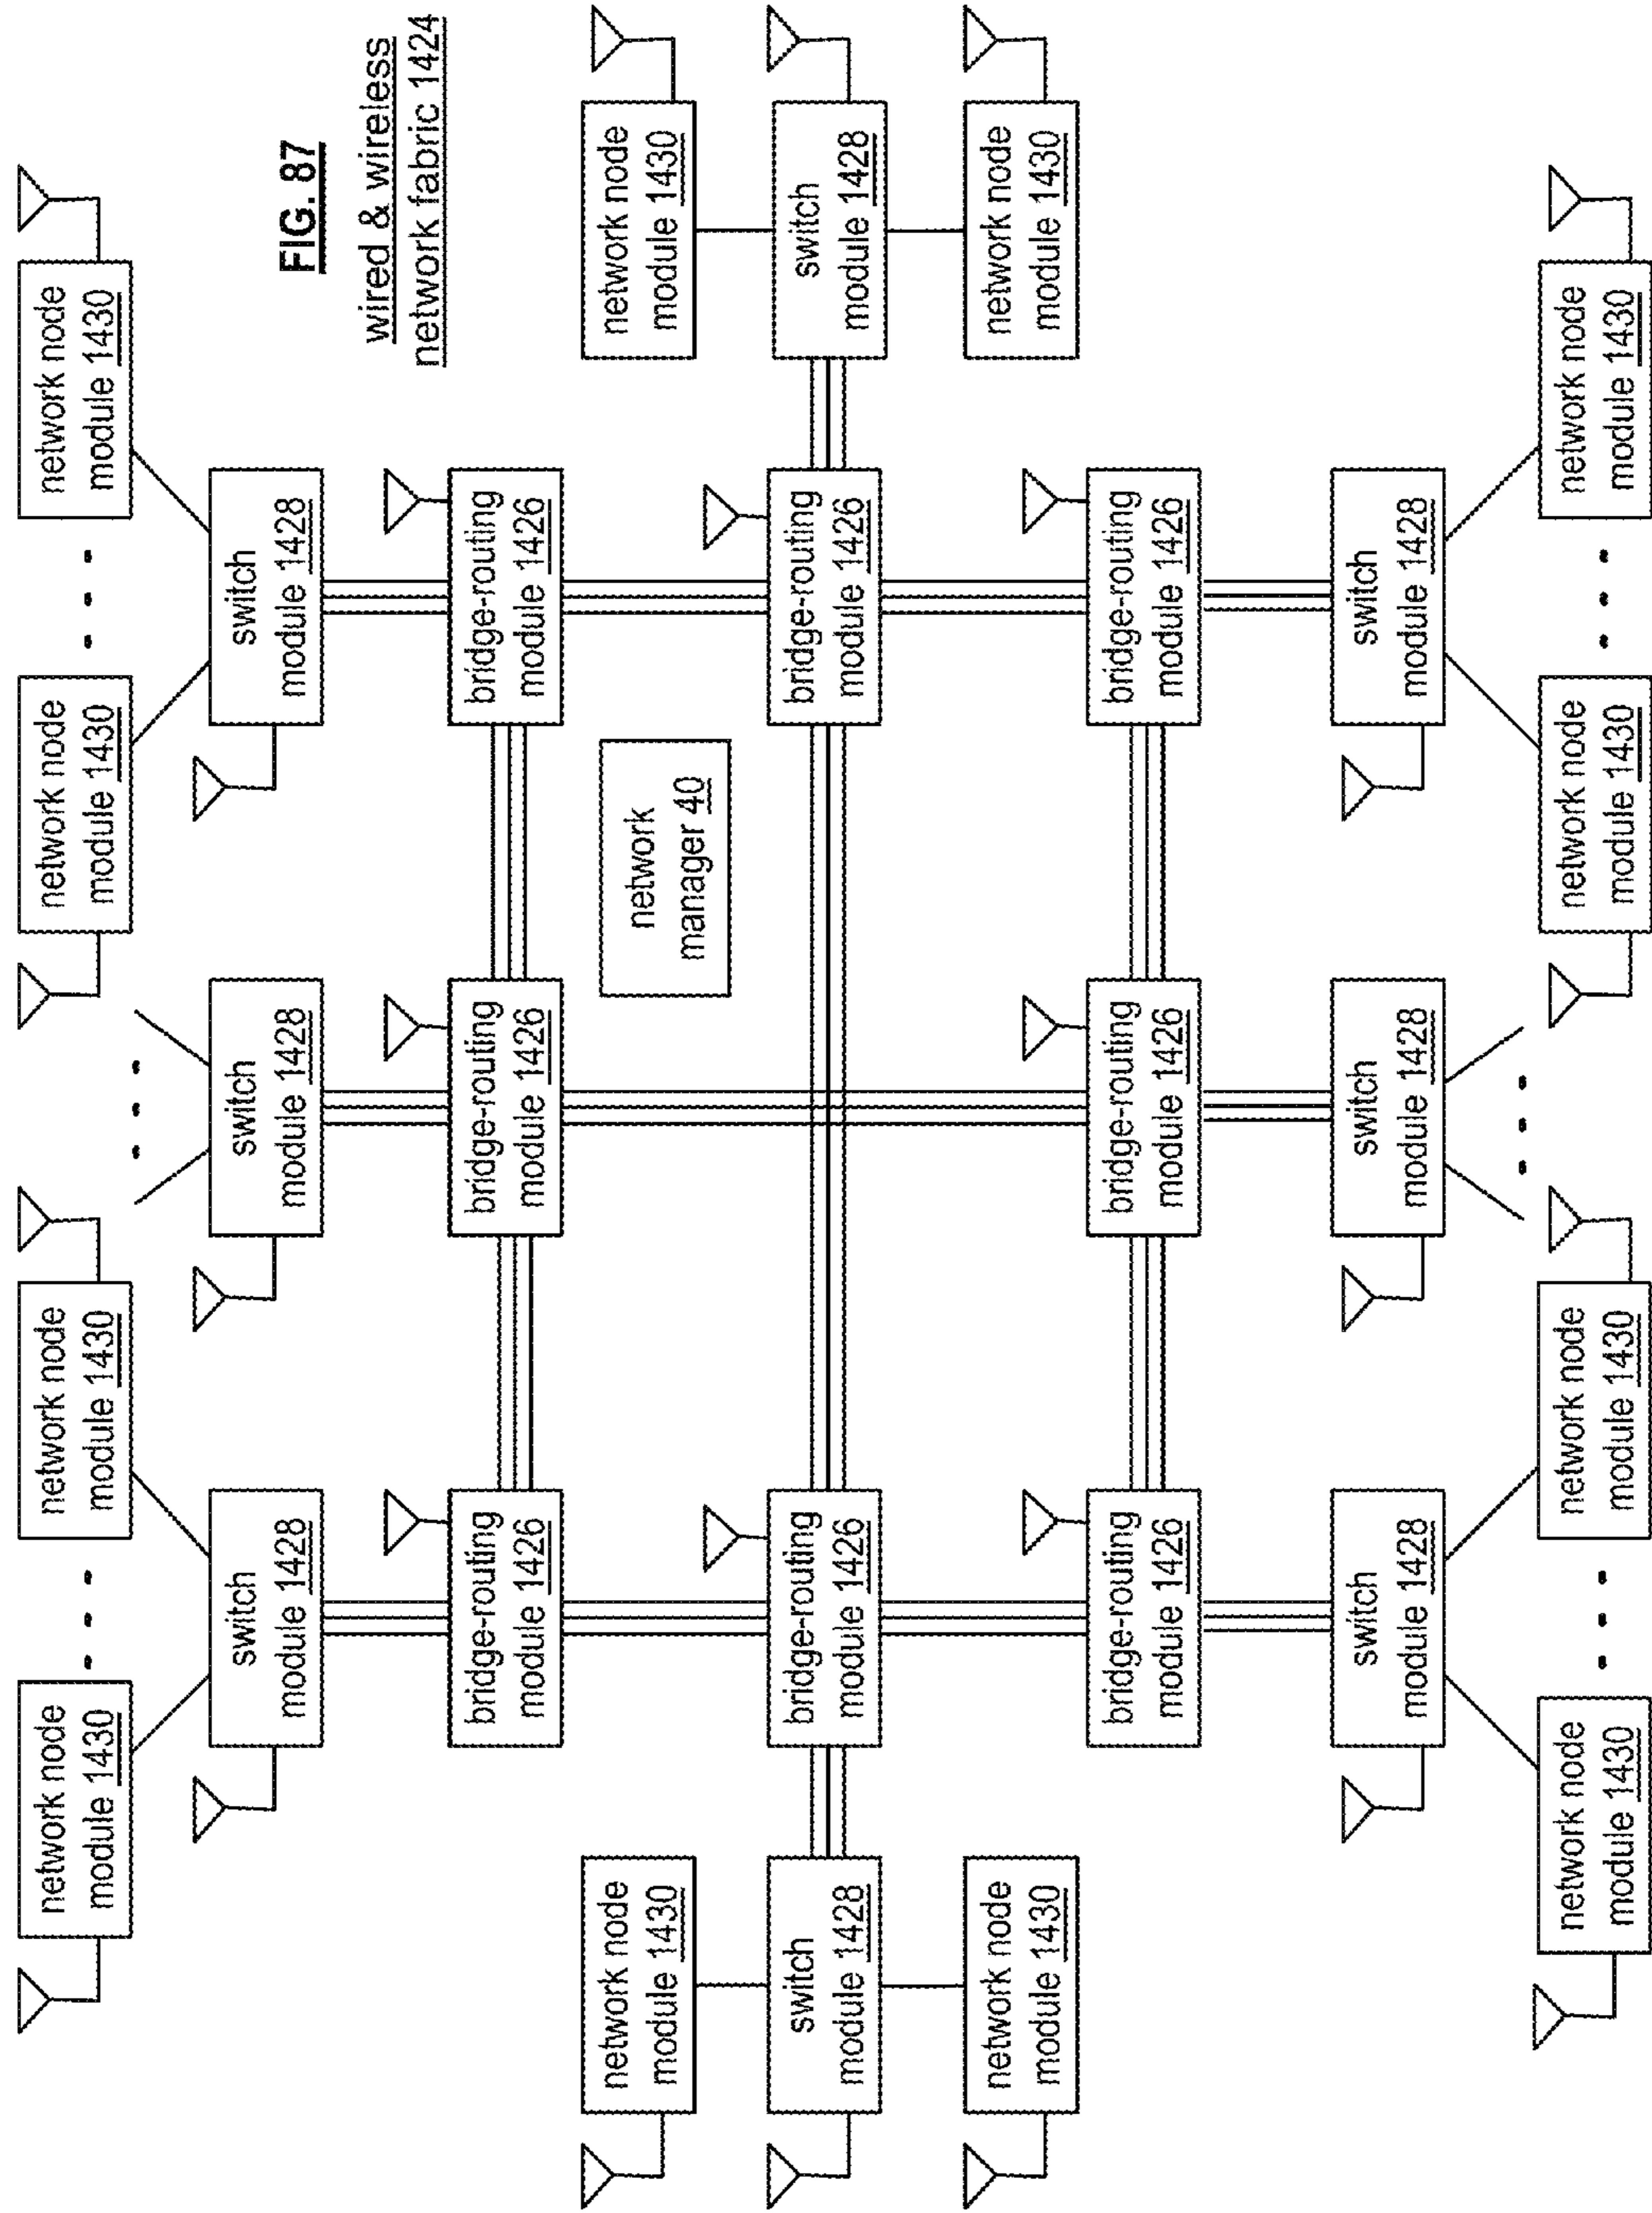 network node
module 1430
network node
module 1430
network node
module 1430
network node
module 1430
switch
module 1428
switch
module 1428
switch
module 1428
FIG. 87
wired & wireless
network fabric 1424
bridge-routing
module 1426
bridge-routing
module 1426
bridge-routing
module 1426
network node
module 1430
network
manager 40
network node
module 1430
switch
module 1428
bridge-routing
module 1426
bridge-routing
module 1426
switch
module 1428
network node
module 1430
network node
module 1430
bridge-routing
module 1426
bridge-routing
module 1426
bridge-routing
module 1426
switch
module 1428
switch
module 1428
switch
module 1428
network node
module 1430
network node
module 1430
network node
module 1430
network node
module 1430